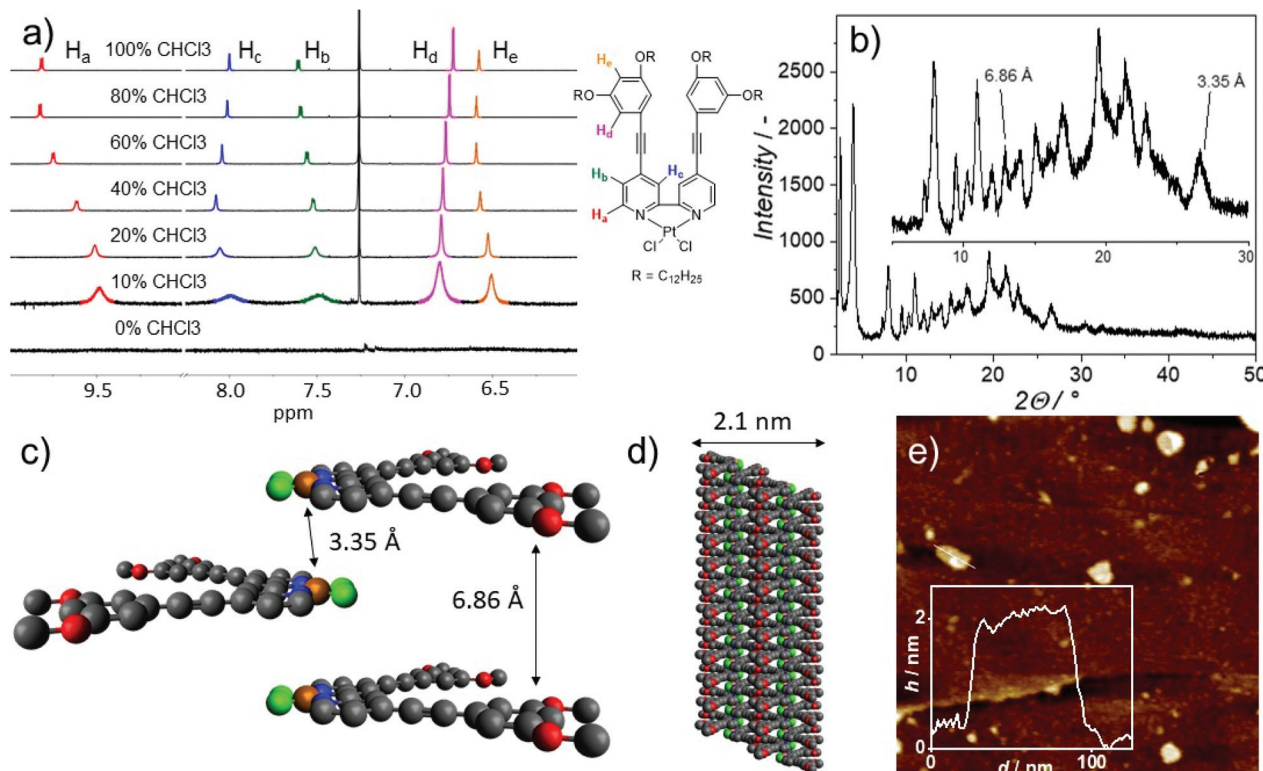 a)
Ha
Hc
Hb
Hd
He
100% CHCl3
80% CHCl3
60% CHCl3
40% CHCl3
20% CHCl3
10% CHCl3
0% CHCl3
9.5
8.0
7.5
7.0
6.5
ppm
OR
OR
He
RO
OR
Hd
Hb
Hc
Ha
N
N
Pt
Cl
Cl
R = C12H25
b)
Intensity / -
2500
2000
1500
1000
500
0
6.86 Å
3.35 Å
10
20
30
10
20
30
40
50
2Θ / °
c)
3.35 Å
6.86 Å
d)
2.1 nm
e)
h / nm
2
0
0
100
d / nm